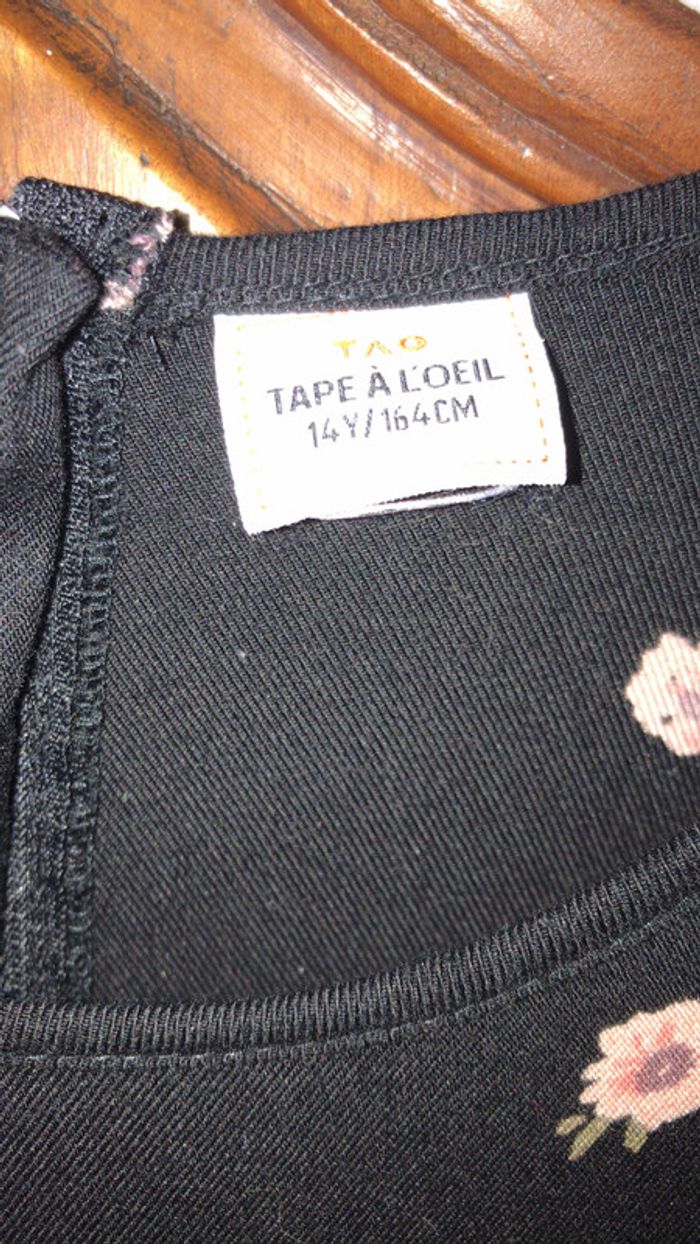 TAO
TAPE À L'OEIL
14Y/164CM